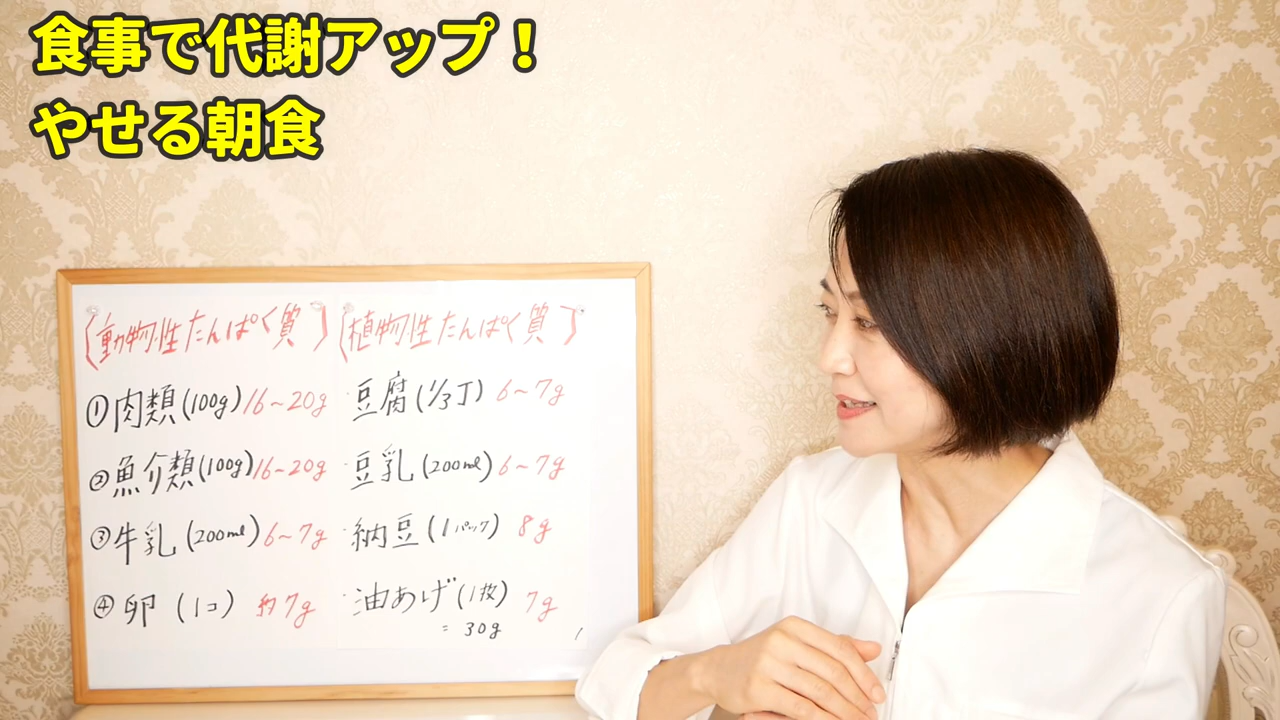 食事で代謝アップ！
やせる朝食
〔動物性たんぱく質〕
①肉類(100g)16~20g
②魚介類(100g)16~20g
③牛乳(200ml)6~7g
④卵(1コ)約7g
〔植物性たんぱく質〕
・豆腐(1/3丁)6~7g
・豆乳(200ml)6~7g
・納豆(1パック)8g
・油あげ(1枚)7g
=30g